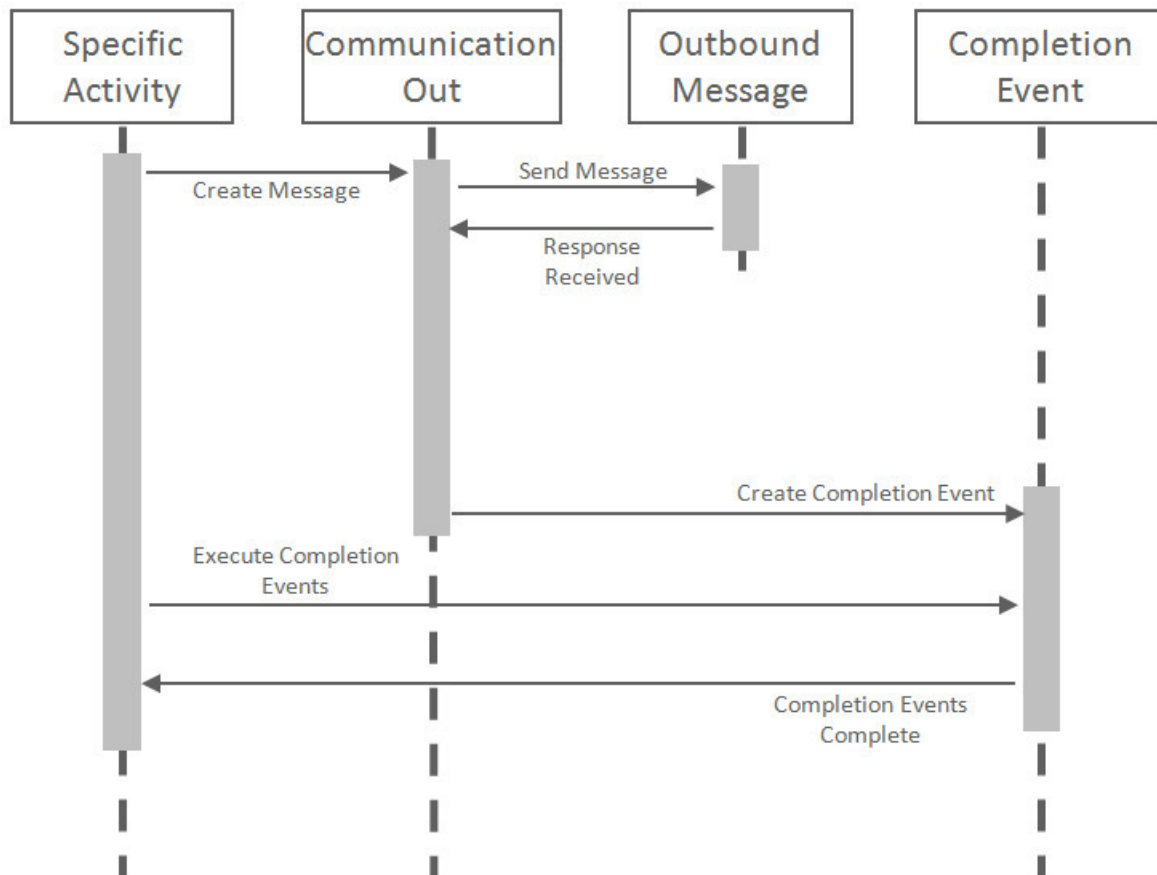 Specific
Activity
Communication
Out
Outbound
Message
Completion
Event
Create Message
Send Message
Response
Received
Create Completion Event
Execute Completion
Events
Completion Events
Complete